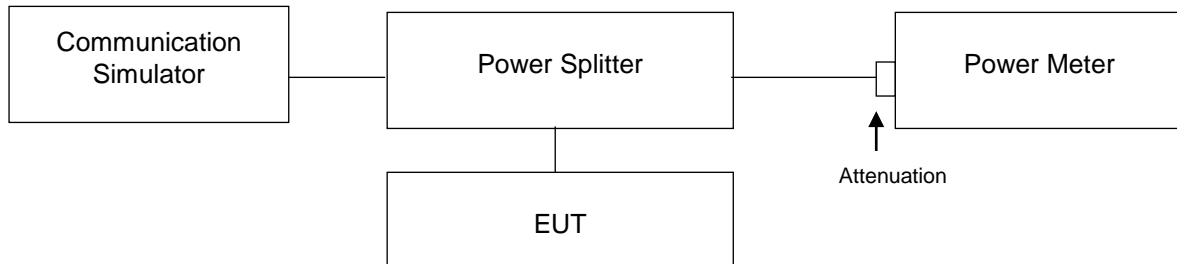 Communication
Simulator
Power Splitter
Power Meter
Attenuation
EUT